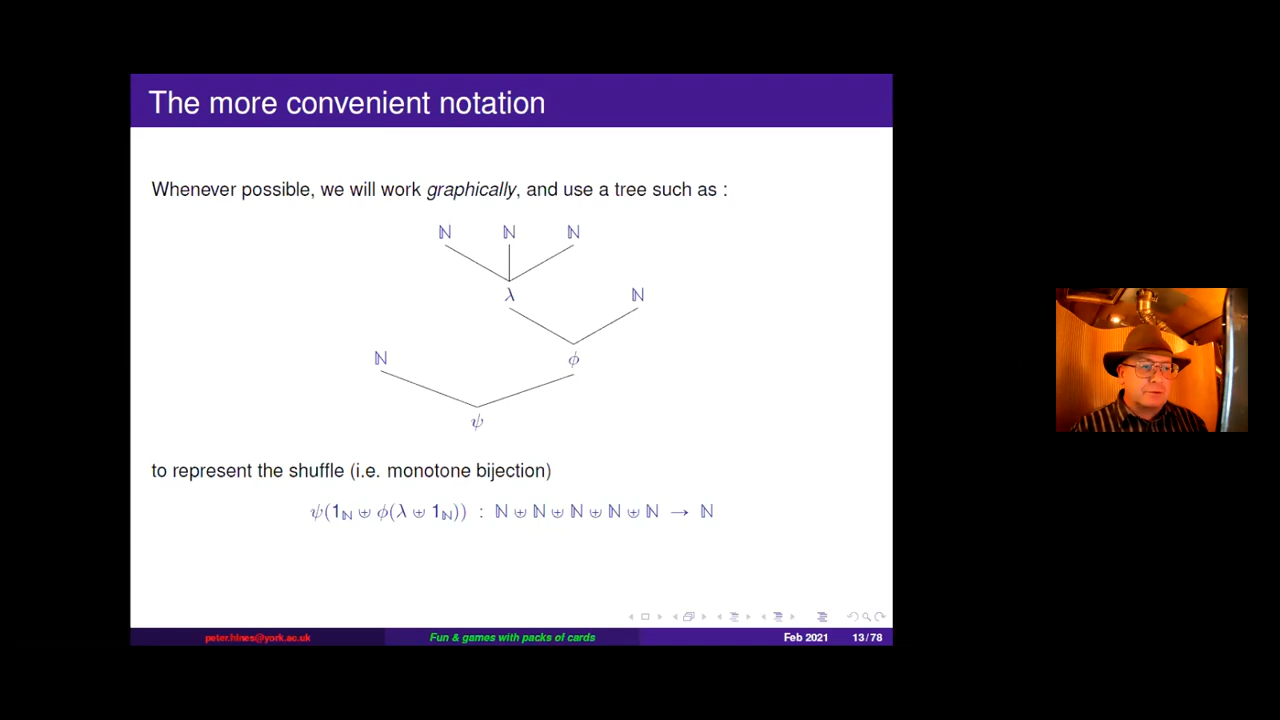 The more convenient notation
Whenever possible, we will work graphically, and use a tree such as :
ℕ ℕ ℕ
λ ℕ
ℕ ϕ
ψ
to represent the shuffle (i.e. monotone bijection)
ψ(1ℕ ⊎ ϕ(λ ⊎ 1ℕ)) : ℕ ⊎ ℕ ⊎ ℕ ⊎ ℕ ⊎ ℕ → ℕ
peter.hines@york.ac.uk Fun & games with packs of cards Feb 2021 13/78